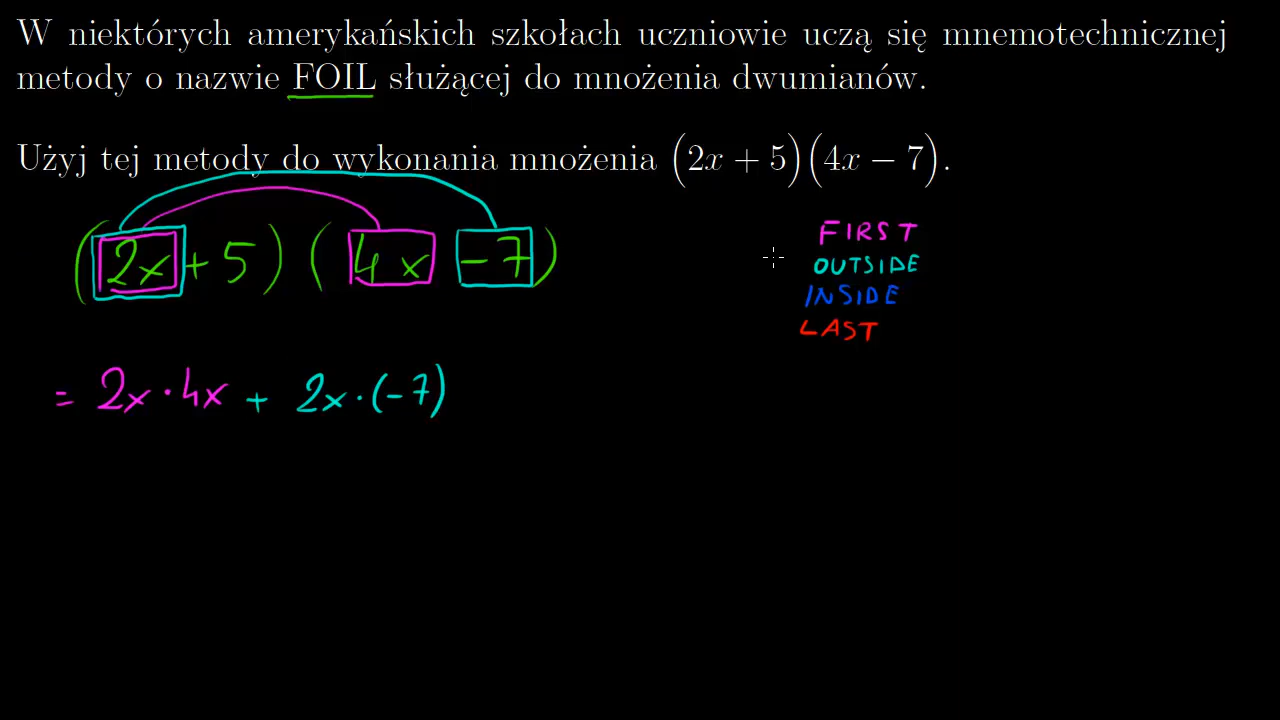 W niektórych amerykańskich szkołach uczniowie uczą się mnemotechnicznej
metody o nazwie FOIL służącej do mnożenia dwumianów.
Użyj tej metody do wykonania mnożenia (2x + 5)(4x − 7).
(2x + 5) (4x − 7)
FIRST
OUTSIDE
INSIDE
LAST
= 2x · 4x + 2x · (−7)